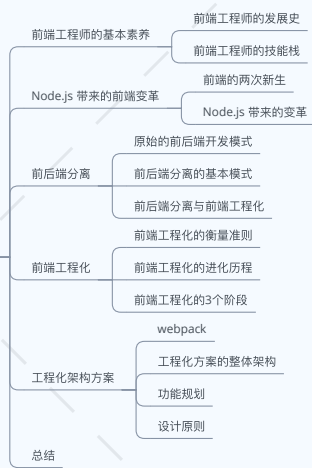 前端工程师的基本素养
前端工程师的发展史
前端工程师的技能栈
Node.js 带来的前端变革
前端的两次新生
Node.js 带来的变革
前后端分离
原始的前后端开发模式
前后端分离的基本模式
前后端分离与前端工程化
前端工程化
前端工程化的衡量准则
前端工程化的进化历程
前端工程化的3个阶段
工程化架构方案
webpack
工程化方案的整体架构
功能规划
设计原则
总结